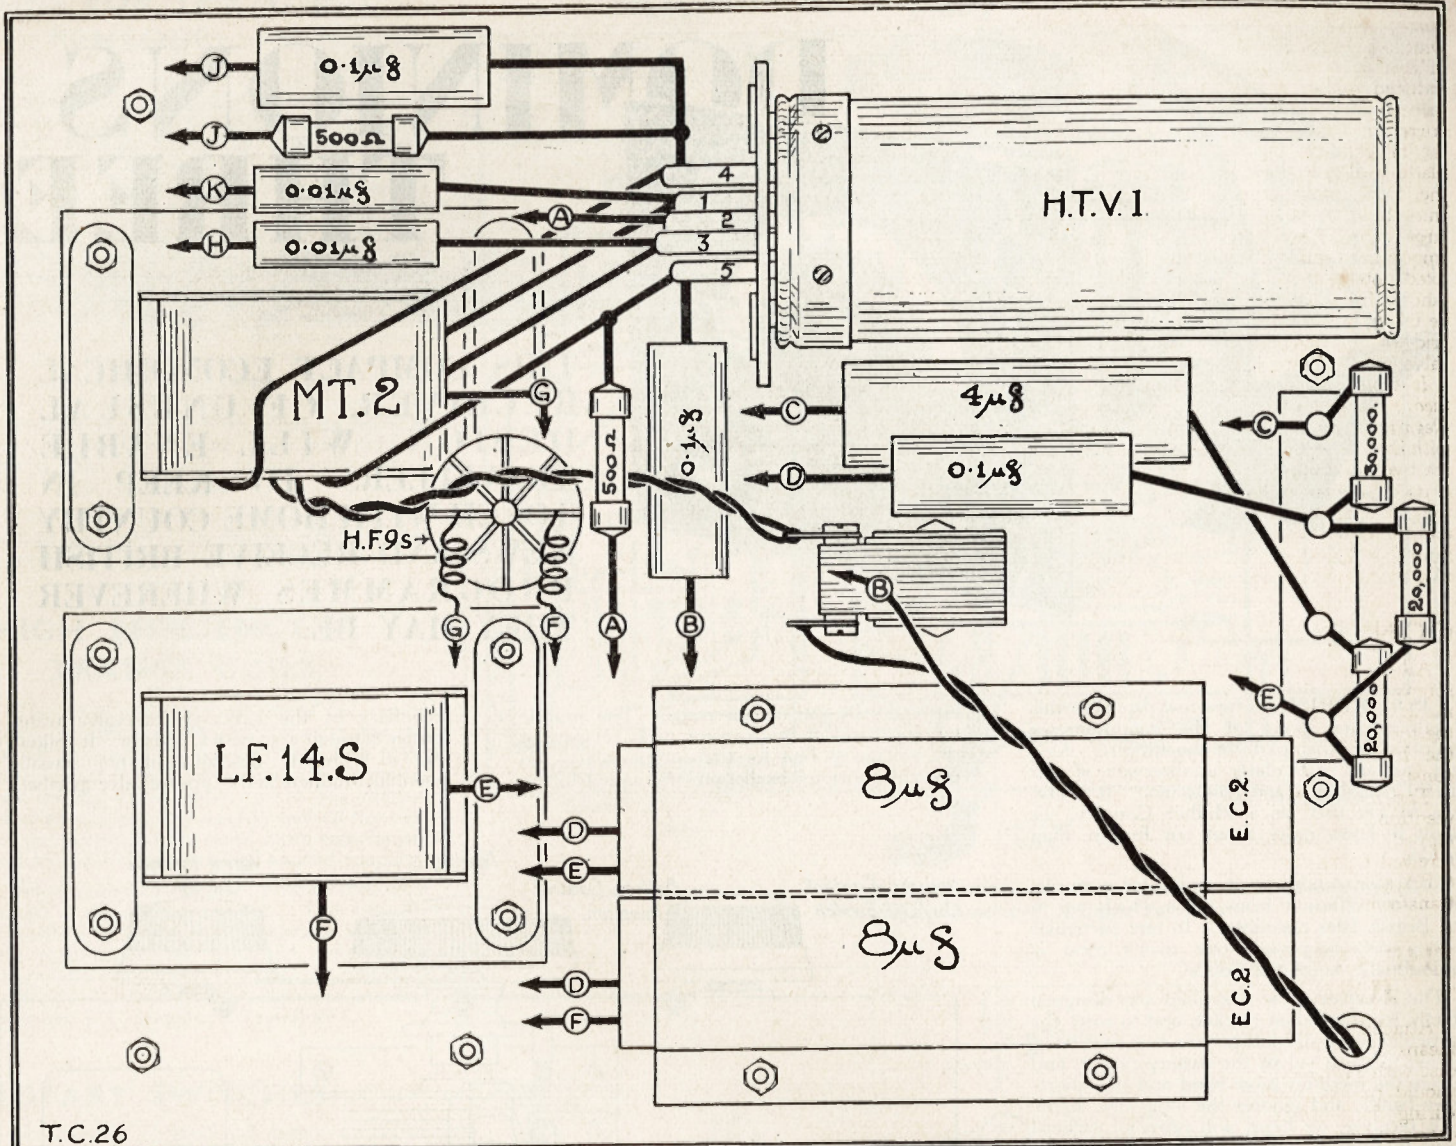 J
0.1μf
J
500Ω
K
0.01μf
A
H
0.01μf
4
1
2
3
5
H.T.V.1.
MT.2
G
500Ω
0.1μf
C
4μf
D
0.1μf
C
30,000.
20,000
20,000
H.F.9s
G
F
A
B
B
E
LF.14.S
E
F
D
E
8μf
E.C.2.
D
F
8μf
E.C.2
T.C.26